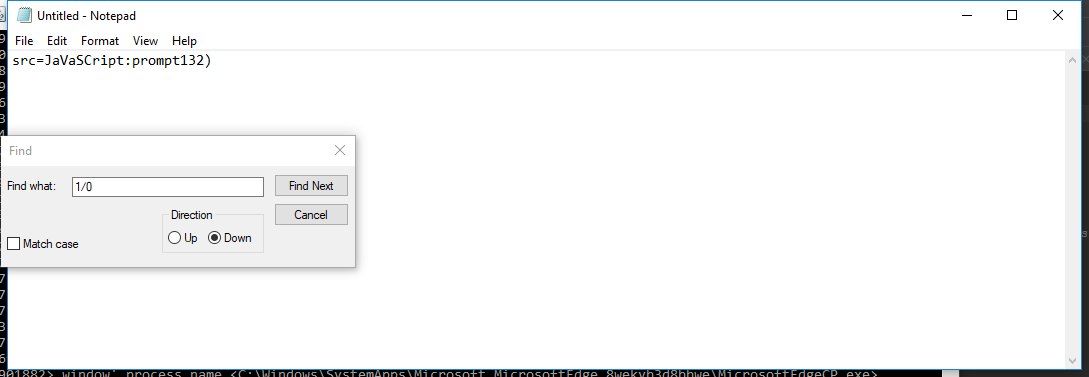 Untitled - Notepad
File Edit Format View Help
src=JaVaSCript:prompt132)
Find
Find what: 1/0 Find Next
Direction Cancel
Up Down
Match case
window' process name <C:\Windows\SystemApps\Microsoft.MicrosoftEdge_8wekyb3d8bbwe\MicrosoftEdgeCP.exe>